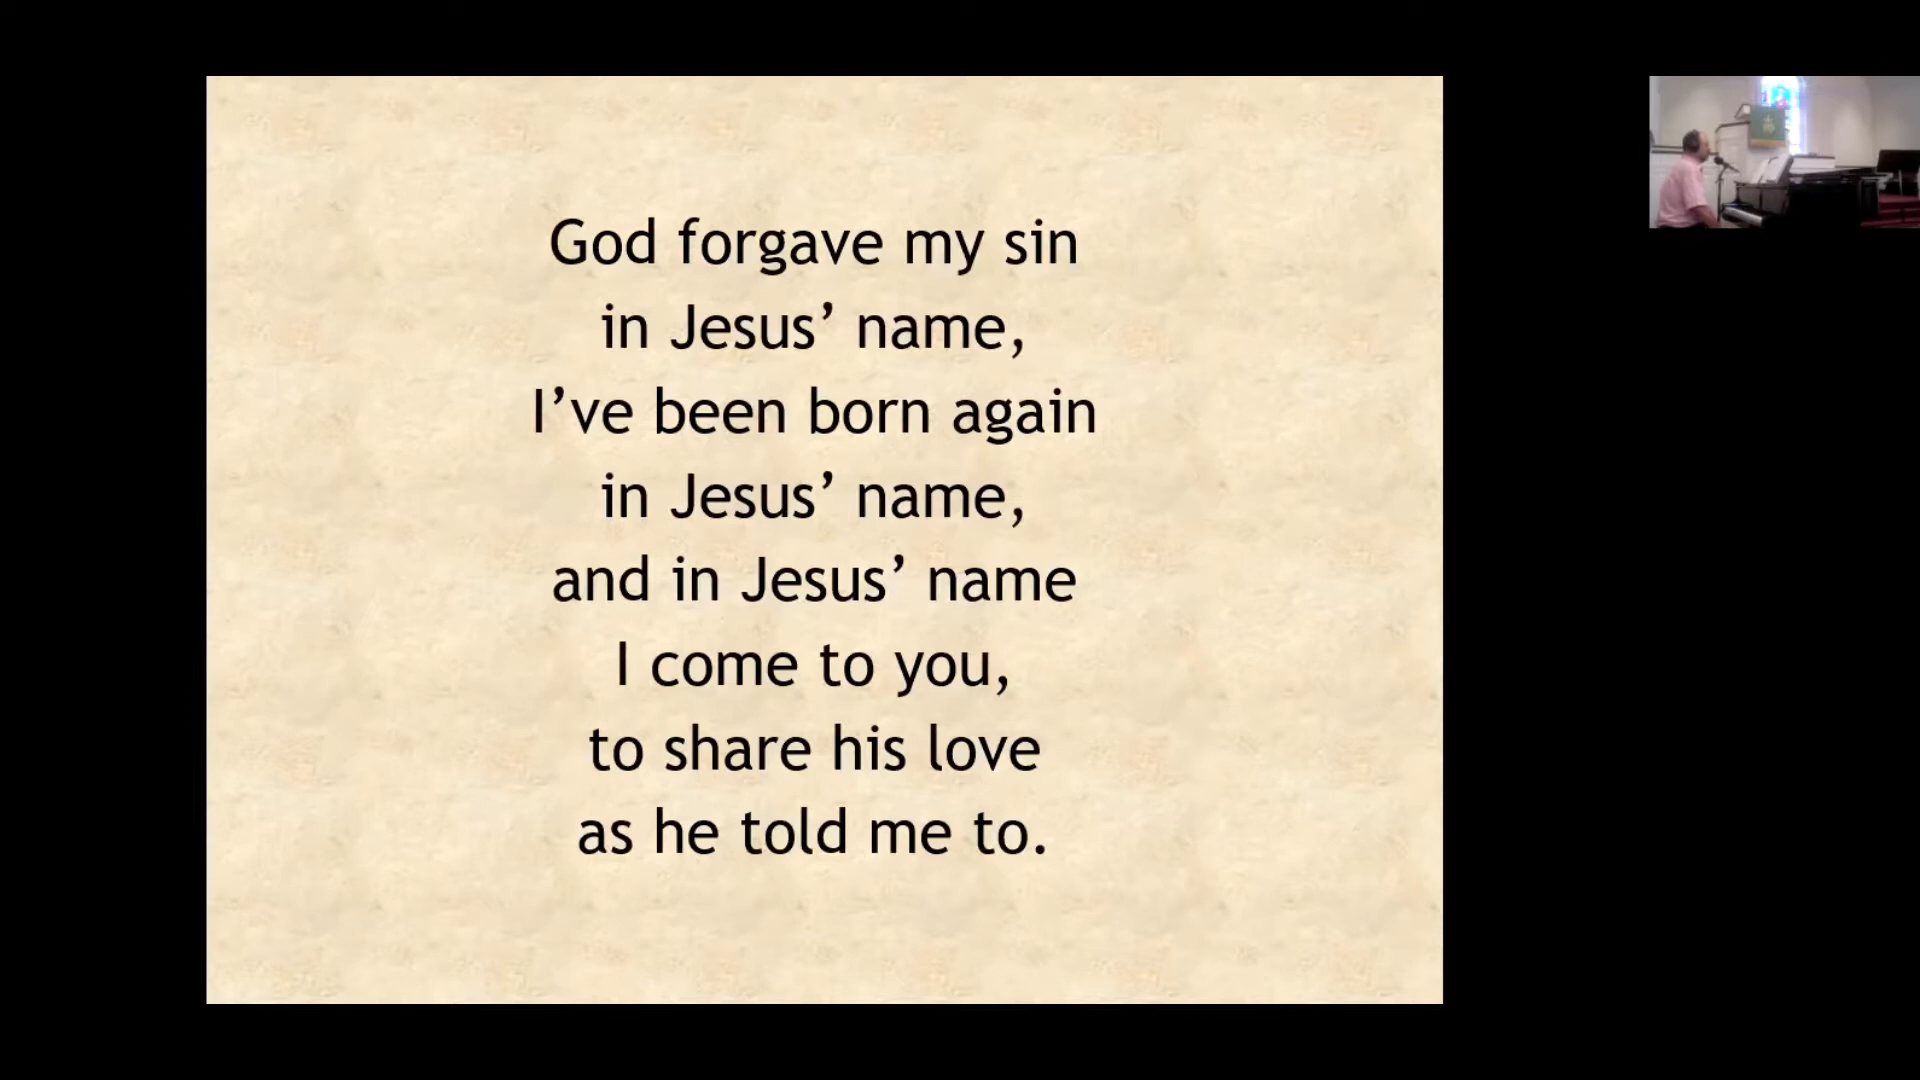 God forgave my sin
in Jesus’ name,
I’ve been born again
in Jesus’ name,
and in Jesus’ name
I come to you,
to share his love
as he told me to.